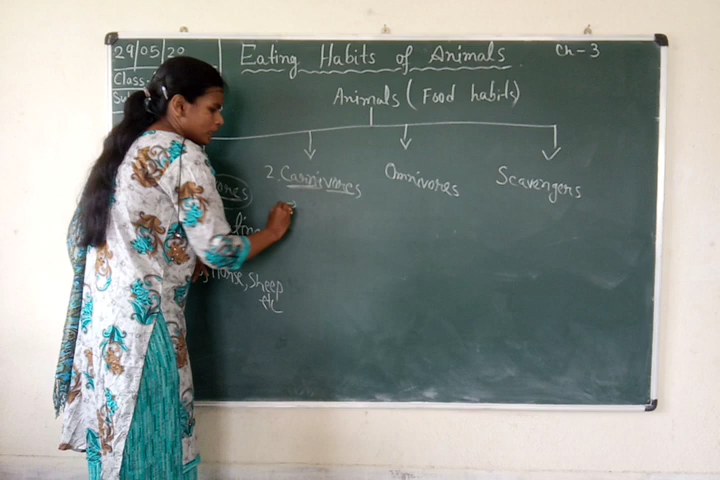 29/05/20
Eating Habits of Animals
Ch-3
Class-
Animals (Food habits)
2. Carnivores
Omnivores
Scavengers
Horse, Sheep
etc